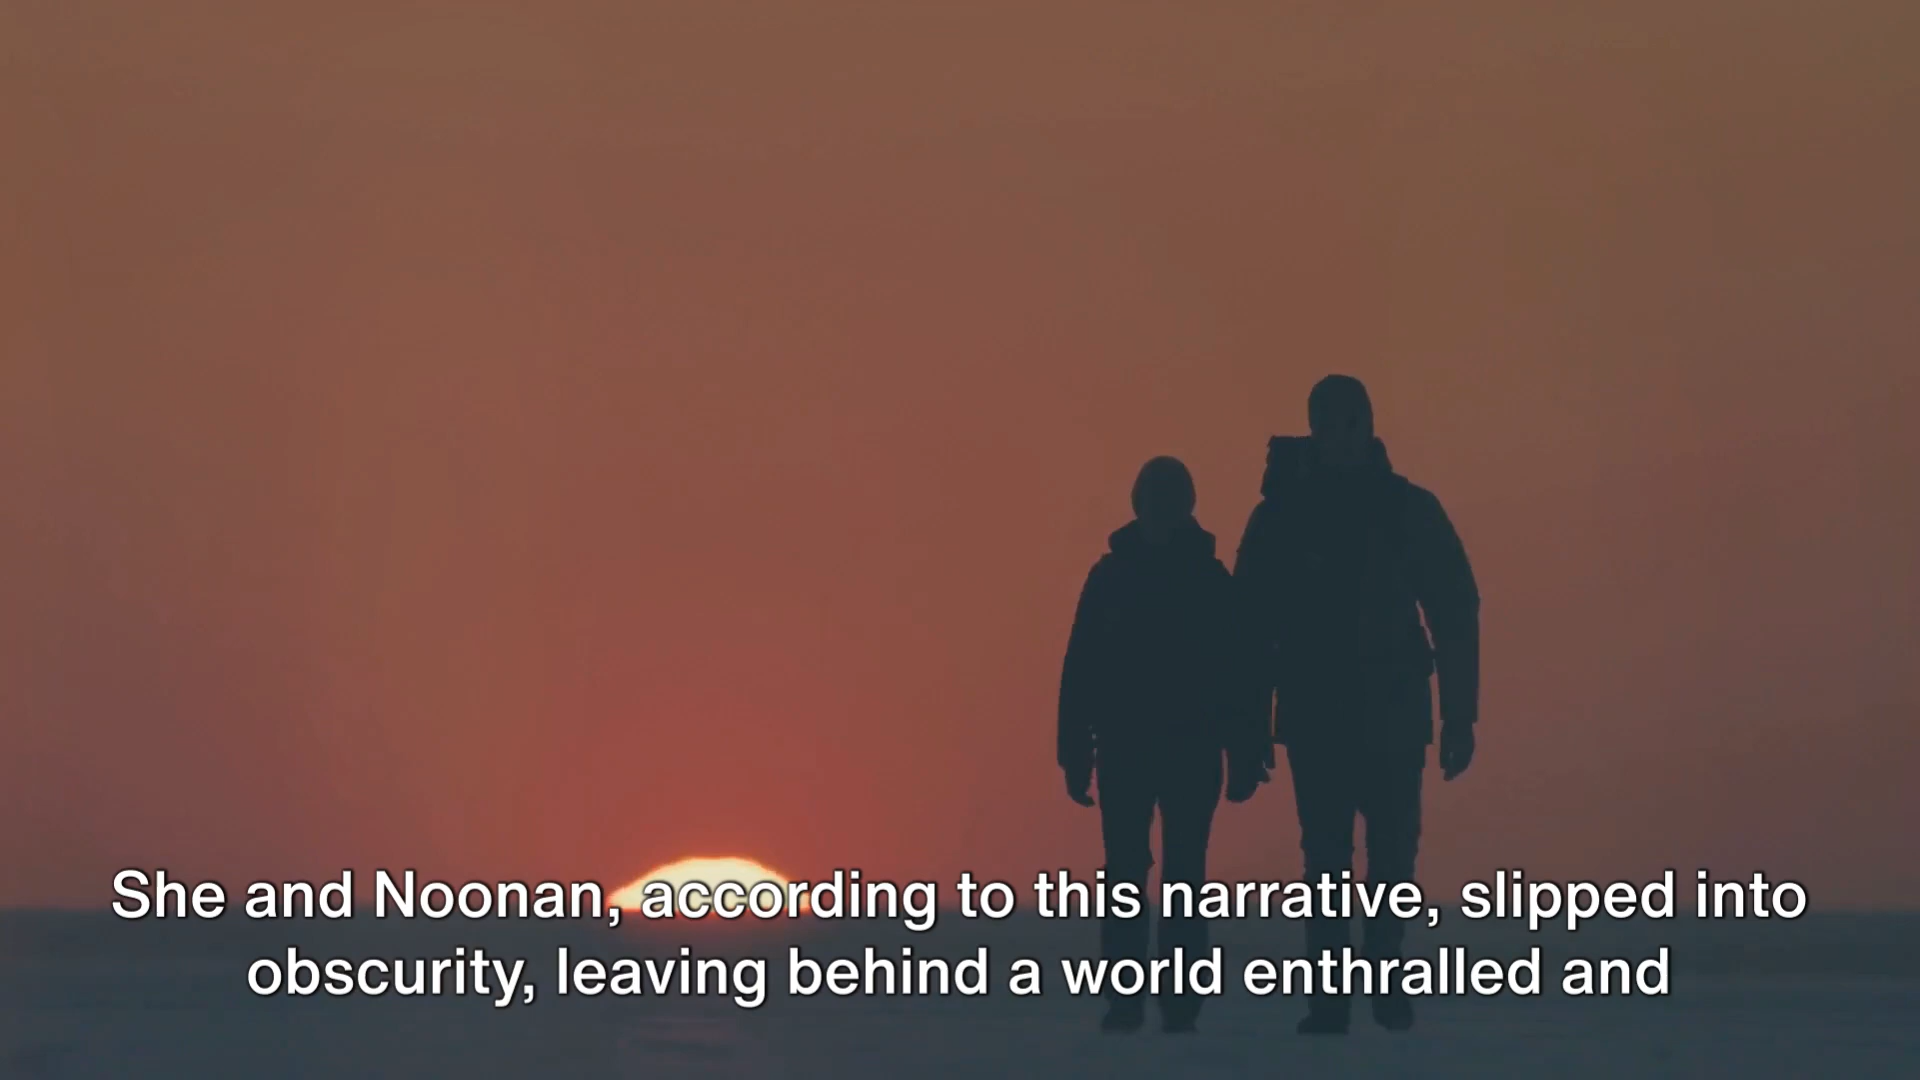 She and Noonan, according to this narrative, slipped into
obscurity, leaving behind a world enthralled and